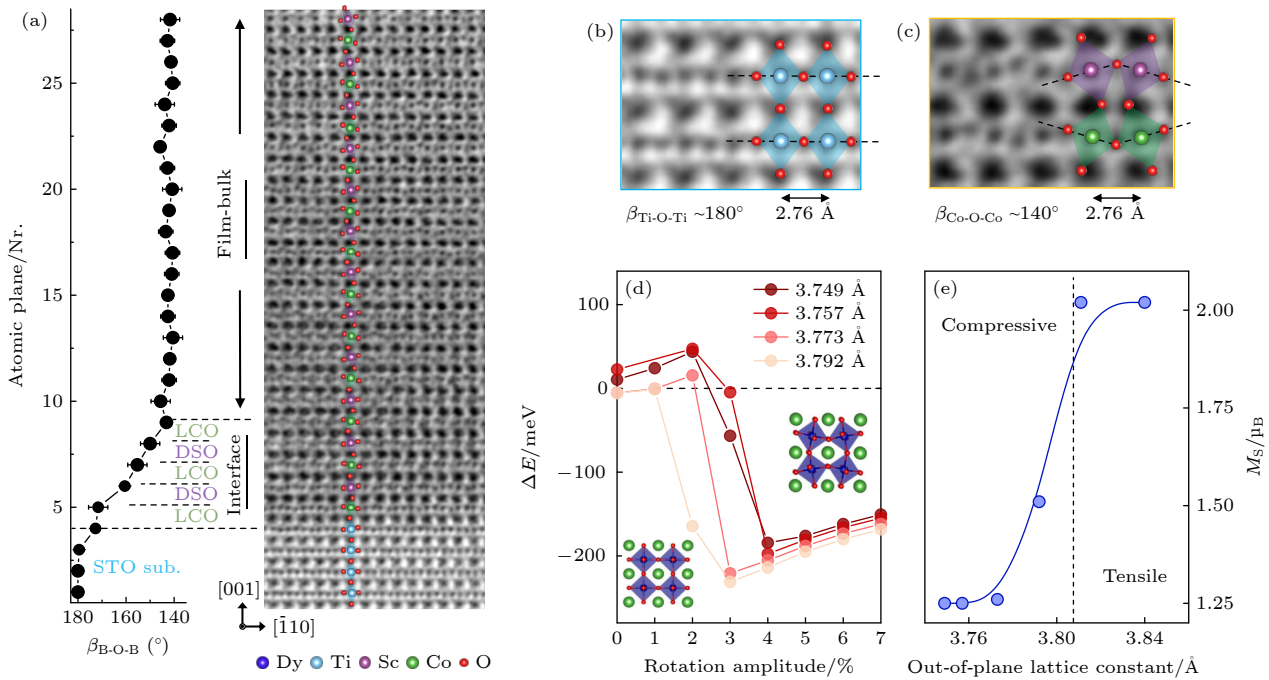 (a)
Atomic plane/Nr.
25
20
15
10
5
0
Film-bulk
Interface
LCO
DSO
LCO
DSO
LCO
STO sub.
180
160
140
β_B-O-B (°)
[001]
[1̄10]
Dy Ti Sc Co O
(b)
β_Ti-O-Ti ~180° 2.76 Å
(c)
β_Co-O-Co ~140° 2.76 Å
(d)
3.749 Å
3.757 Å
3.773 Å
3.792 Å
ΔE/meV
100
0
−100
−200
0 1 2 3 4 5 6 7
Rotation amplitude/%
(e)
Compressive
Tensile
2.00
1.75
1.50
1.25
M_S/µ_B
3.76 3.80 3.84
Out-of-plane lattice constant/Å